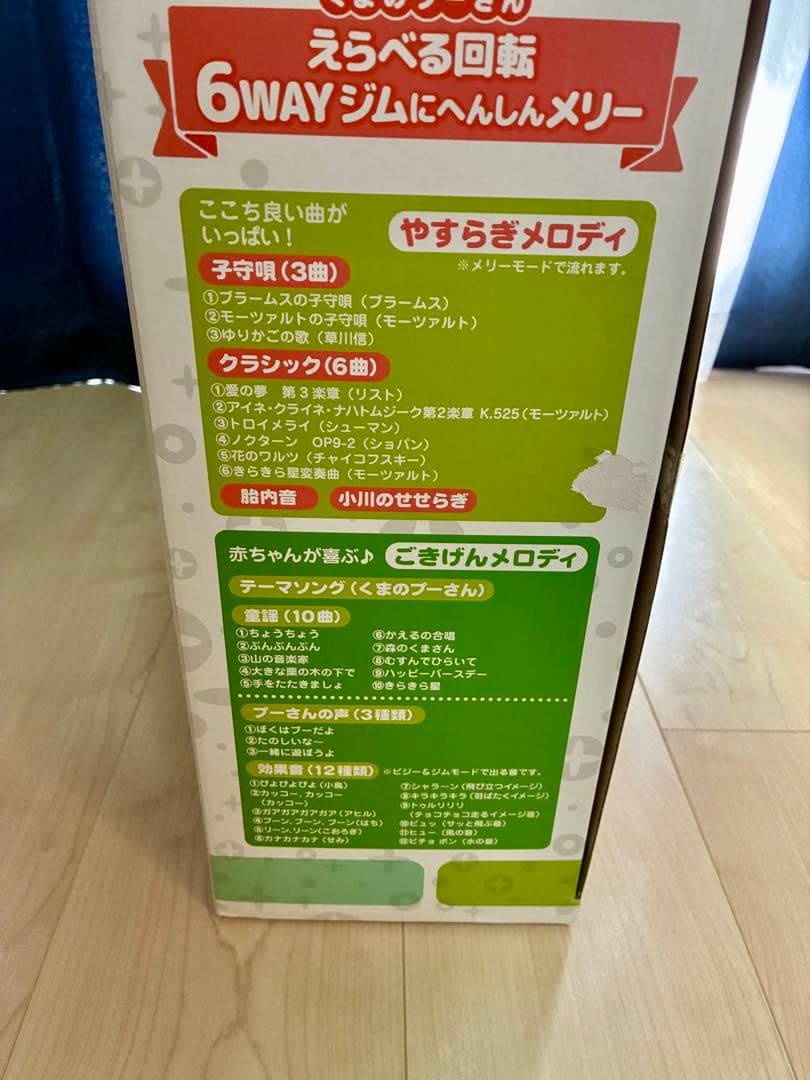 くまのプーさん
えらべる回転
6WAYジムにへんしんメリー
ここち良い曲が
いっぱい！
やすらぎメロディ
※メリーモードで流れます。
子守唄（3曲）
①ブラームスの子守唄（ブラームス）
②モーツァルトの子守唄（モーツァルト）
③ゆりかごの歌（草川信）
クラシック（6曲）
①愛の夢　第3楽章（リスト）
②アイネ・クライネ・ナハトムジーク第2楽章 K.525（モーツァルト）
③トロイメライ（シューマン）
④ノクターン　OP9-2（ショパン）
⑤花のワルツ（チャイコフスキー）
⑥きらきら星変奏曲（モーツァルト）
胎内音　小川のせせらぎ
赤ちゃんが喜ぶ♪ ごきげんメロディ
テーマソング（くまのプーさん）
童謡（10曲）
①ちょうちょう
②ぶんぶんぶん
③山の音楽家
④大きな栗の木の下で
⑤手をたたきましょ
⑥かえるの合唱
⑦森のくまさん
⑧むすんでひらいて
⑨ハッピーバースデー
⑩きらきら星
プーさんの声（3種類）
①ぼくはプーだよ
②たのしいな～
③一緒に遊ぼうよ
効果音（12種類）※ビジー&ジムモードで出る音です。
①ぴよぴよぴよ（小鳥）
②カッコー、カッコー
（カッコー）
③ガアガアガアガア（アヒル）
④ブーン、ブーン、ブーン（はち）
⑤リーン、リーン（こおろぎ）
⑥カナカナカナ（せみ）
⑦シャラ～ン（飛び立つイメージ）
⑧キラキラキラ（羽ばたくイメージ）
⑨トゥルリリリ
（チョコチョコ走るイメージ音）
⑩ピュッ（サッと飛ぶ音）
⑪ヒュー（風の音）
⑫ピチョ ポン（水の音）